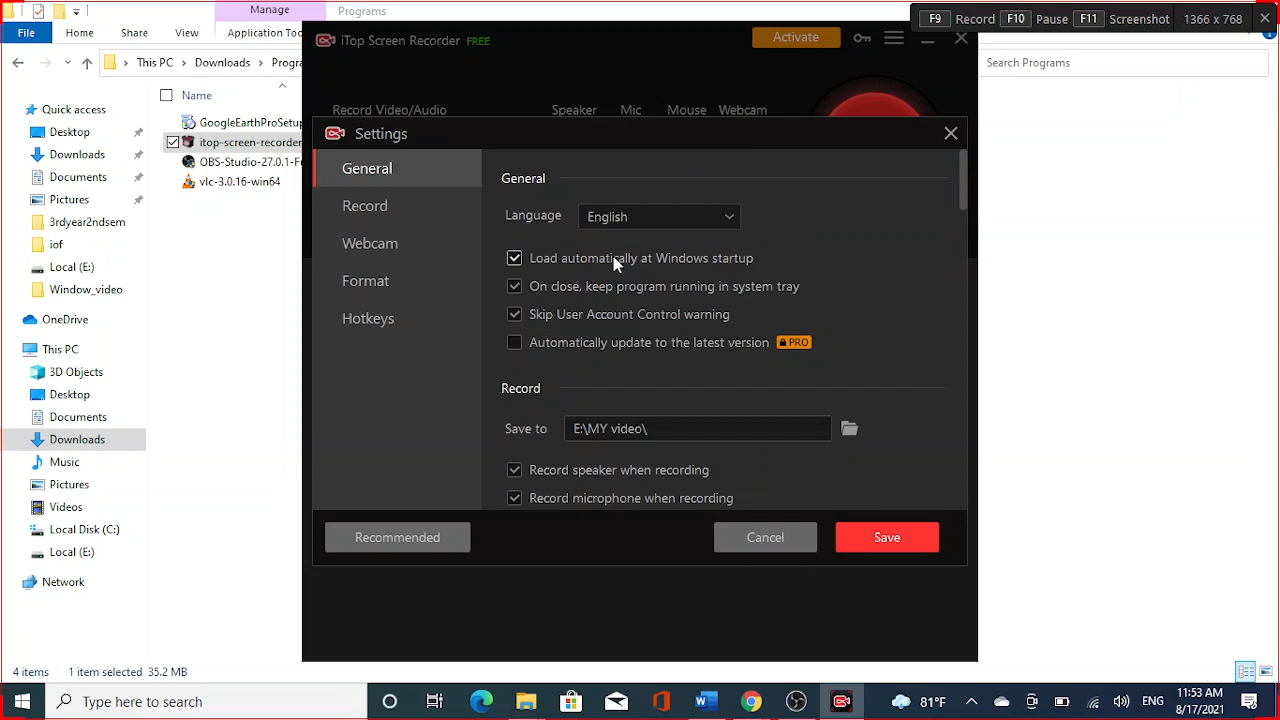 Manage
Programs
F9 Record F10 Pause F11 Screenshot 1366 x 768
File Home Share View Application Too
iTop Screen Recorder FREE
Activate
This PC Downloads Progra
Search Programs
Quick access
Desktop
Downloads
Documents
Pictures
3rdyear2ndsem
iof
Local (E:)
Window_video
OneDrive
This PC
3D Objects
Desktop
Documents
Downloads
Music
Pictures
Videos
Local Disk (C:)
Local (E:)
Network
Name
GoogleEarthProSetup
itop-screen-recorder
OBS-Studio-27.0.1-F
vlc-3.0.16-win64
Record Video/Audio Speaker Mic Mouse Webcam
Settings
General
Record
Webcam
Format
Hotkeys
General
Language English
Load automatically at Windows startup
On close, keep program running in system tray
Skip User Account Control warning
Automatically update to the latest version PRO
Record
Save to E:\MY video\
Record speaker when recording
Record microphone when recording
Recommended Cancel Save
4 items 1 item selected 35.2 MB
Type here to search
81°F
ENG
11:53 AM
8/17/2021